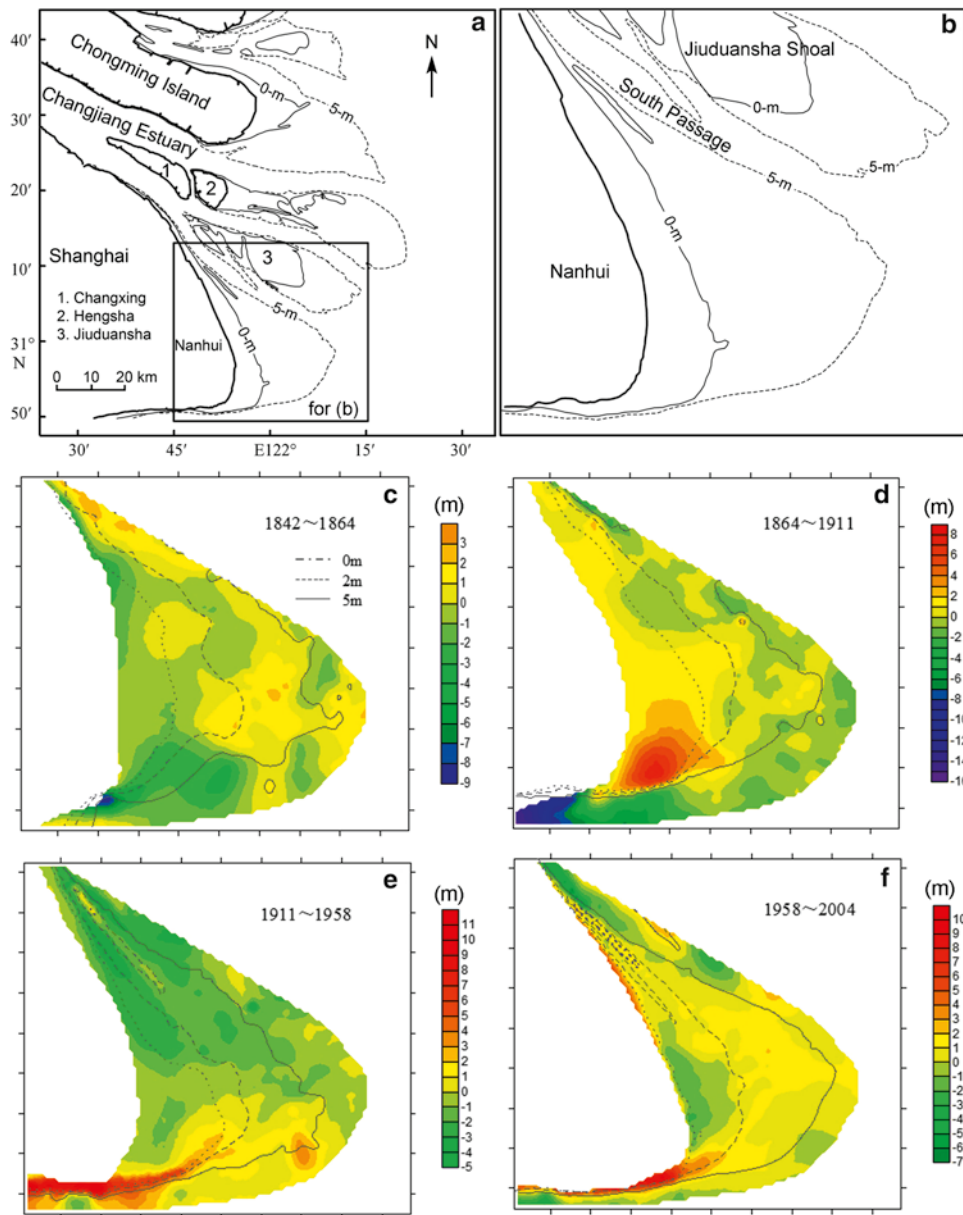 a
40′
Chongming Island
N
0-m
5-m
30′
Changjiang Estuary
20′
1
2
Shanghai
10′
3
1. Changxing
2. Hengsha
3. Jiuduansha
5-m
0-m
31°
N
Nanhui
0 10 20 km
50′
for (b)
30′ 45′ E122° 15′ 30′
b
Jiuduansha Shoal
0-m
South Passage
5-m
5-m
0-m
Nanhui
c
1842~1864
0m
2m
5m
(m)
3
2
1
0
-1
-2
-3
-4
-5
-6
-7
-8
-9
d
1864~1911
(m)
8
6
4
2
0
-2
-4
-6
-8
-10
-12
-14
-16
e
1911~1958
(m)
11
10
9
8
7
6
5
4
3
2
1
0
-1
-2
-3
-4
-5
f
1958~2004
(m)
10
9
8
7
6
5
4
3
2
1
0
-1
-2
-3
-4
-5
-6
-7